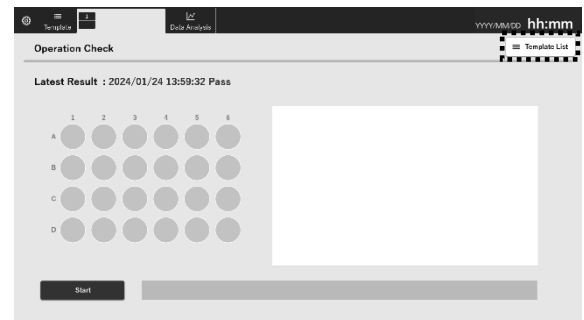 Template
1
Data Analysis
YYYY/MM/DD hh:mm
Operation Check
Template List
Latest Result : 2024/01/24 13:59:32 Pass
1 2 3 4 5 6
A
B
C
D
Start